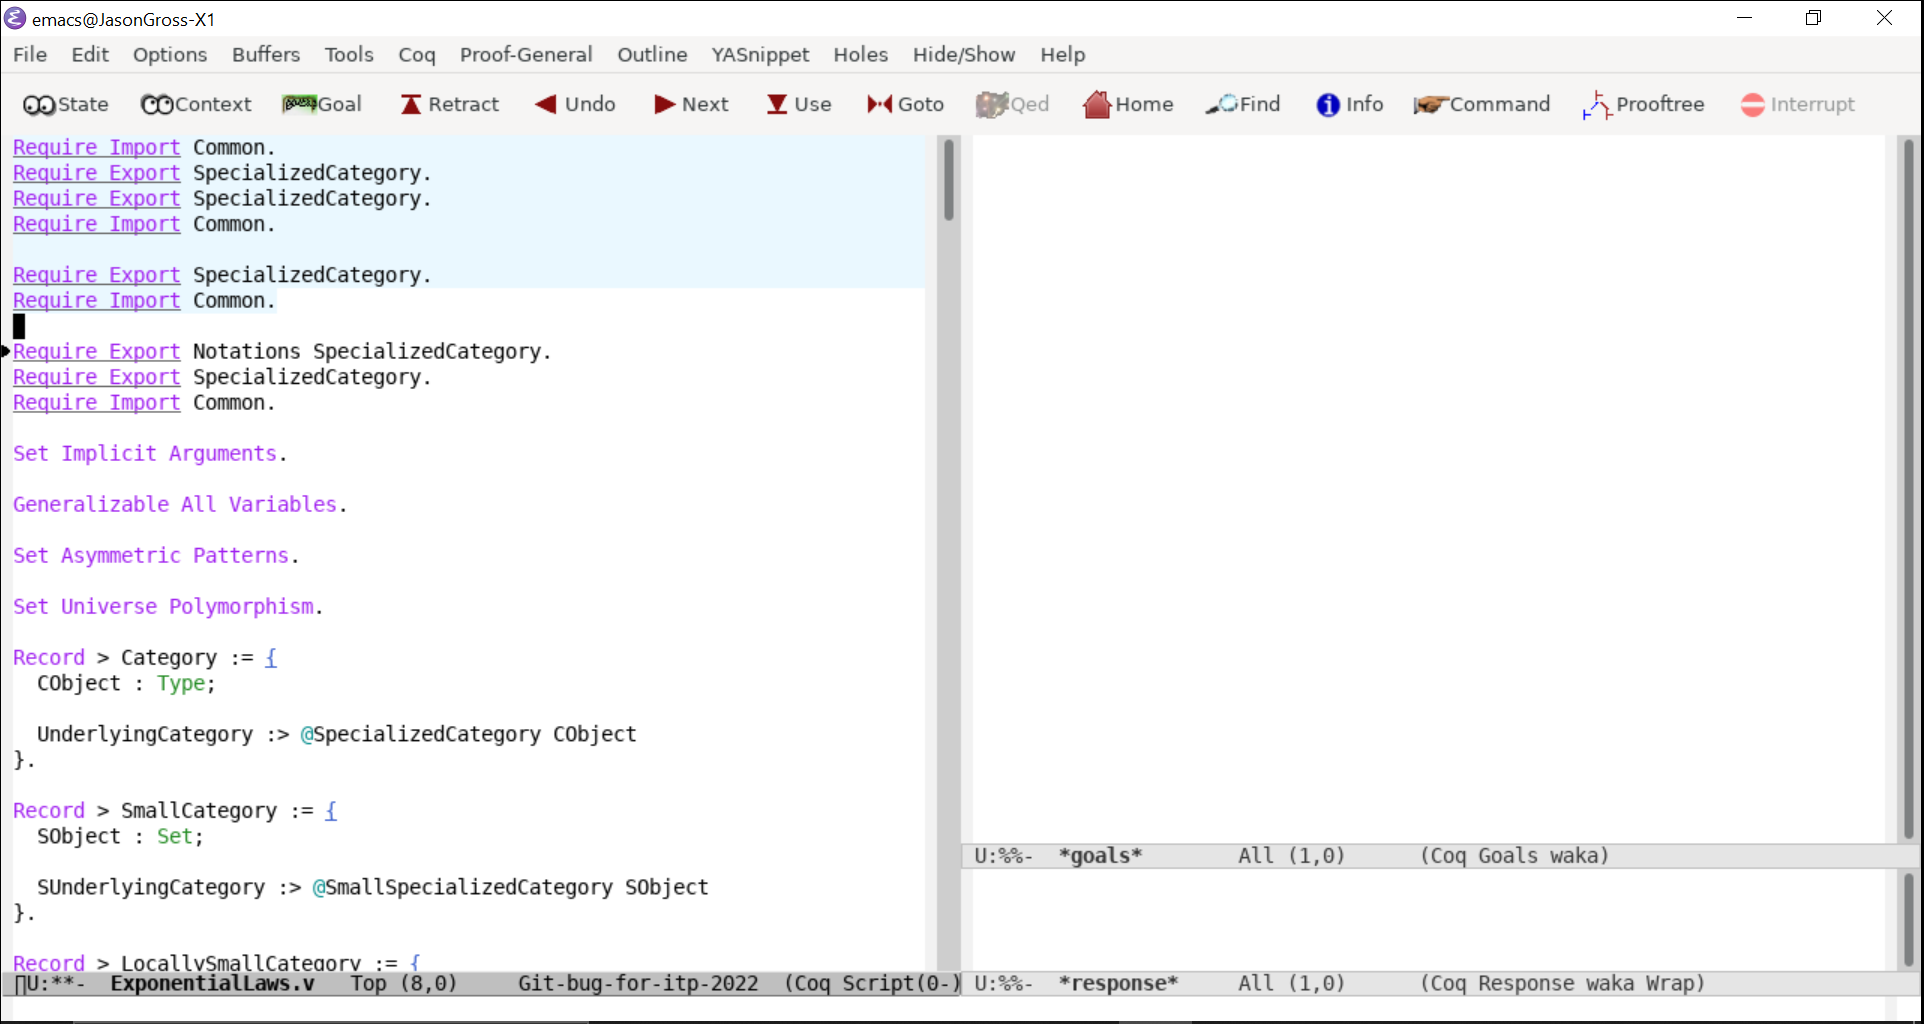 emacs@JasonGross-X1
File Edit Options Buffers Tools Coq Proof-General Outline YASnippet Holes Hide/Show Help
State Context Goal Retract Undo Next Use Goto Qed Home Find Info Command Prooftree Interrupt
Require Import Common.
Require Export SpecializedCategory.
Require Export SpecializedCategory.
Require Import Common.
Require Export SpecializedCategory.
Require Import Common.
Require Export Notations SpecializedCategory.
Require Export SpecializedCategory.
Require Import Common.
Set Implicit Arguments.
Generalizable All Variables.
Set Asymmetric Patterns.
Set Universe Polymorphism.
Record > Category := {
  CObject : Type;
  UnderlyingCategory :> @SpecializedCategory CObject
}.
Record > SmallCategory := {
  SObject : Set;
  SUnderlyingCategory :> @SmallSpecializedCategory SObject
}.
Record > LocallySmallCategory := {
U:**-  ExponentialLaws.v   Top (8,0)     Git-bug-for-itp-2022  (Coq Script(0-)
U:%%-  *goals*        All (1,0)      (Coq Goals waka)
U:%%-  *response*     All (1,0)      (Coq Response waka Wrap)